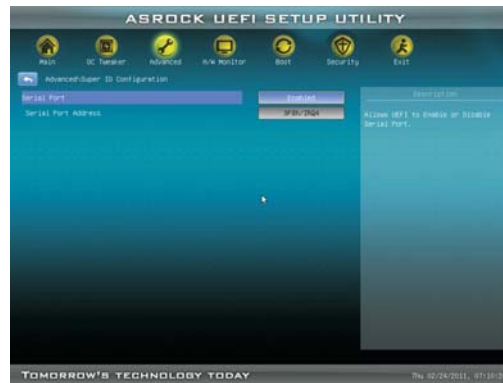 ASROCK UEFI SETUP UTILITY
Main
OC Tweaker
Advanced
H/W Monitor
Boot
Security
Exit
Advanced\Super IO Configuration
Serial Port
Enabled
Serial Port Address
3F8h/IRQ4
Description
Allows UEFI to Enable or Disable
Serial Port.
TOMORROW'S TECHNOLOGY TODAY
Thu 02/24/2011,